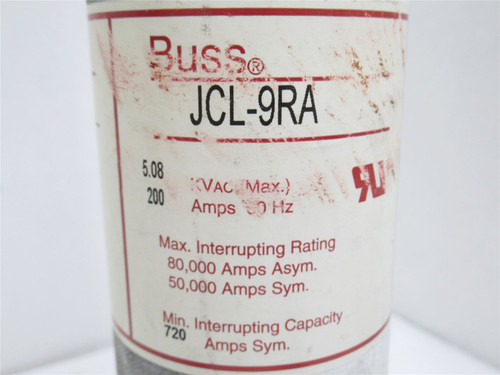 Buss®
JCL-9RA
5.08 KVAC (Max.)
200 Amps 0 Hz
Max. Interrupting Rating
80,000 Amps Asym.
50,000 Amps Sym.
Min. Interrupting Capacity
720 Amps Sym.